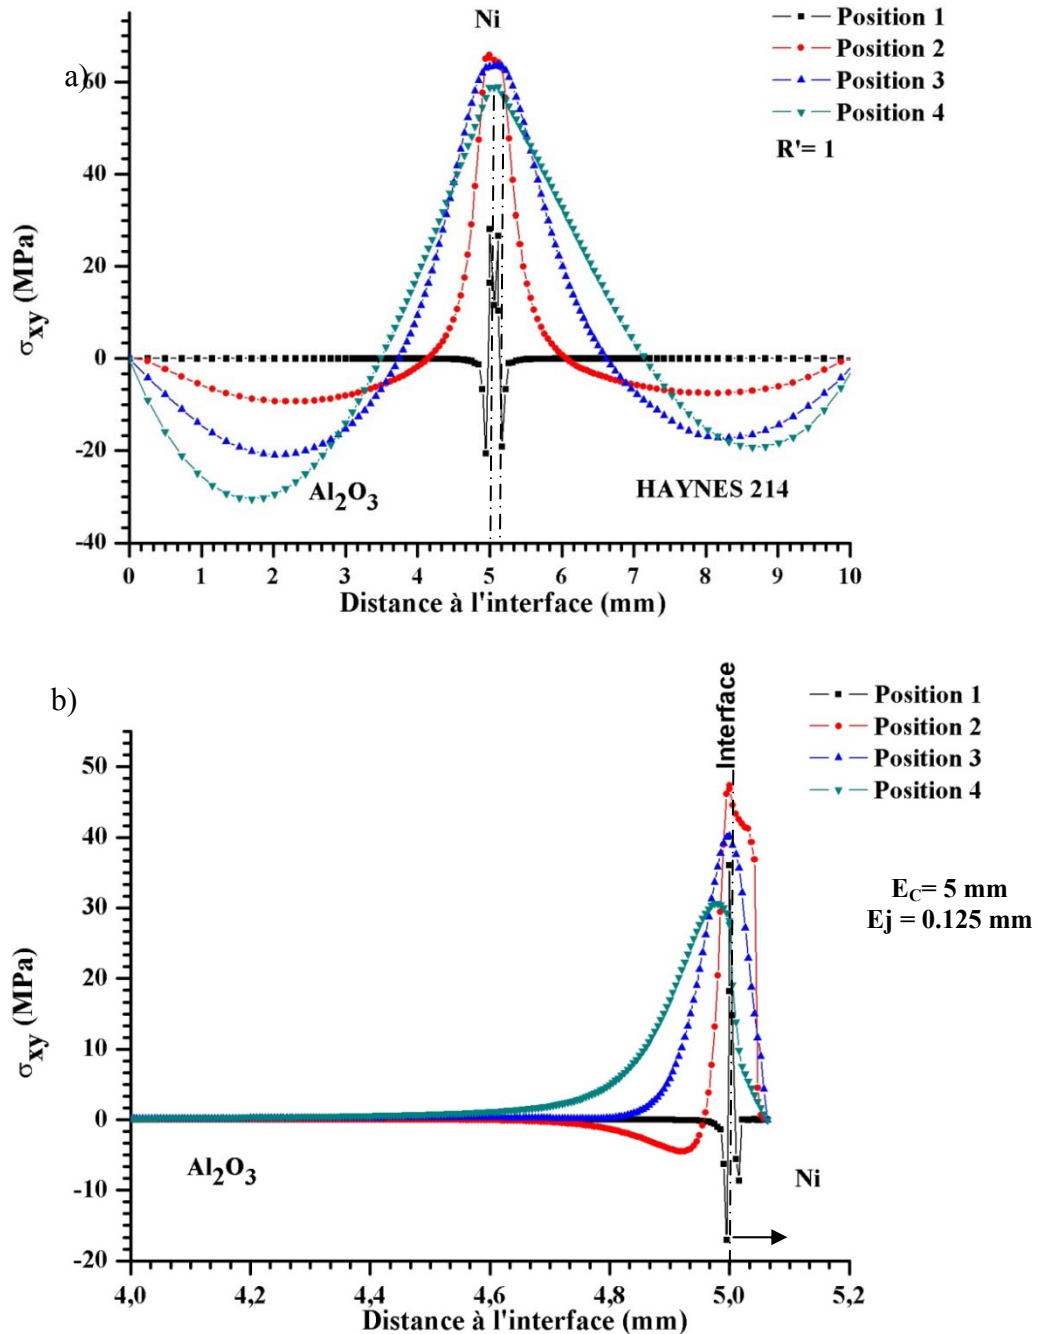 a)
Ni
Position 1
Position 2
Position 3
Position 4
R'= 1
60
40
20
0
-20
-40
σxy (MPa)
Al2O3
HAYNES 214
0 1 2 3 4 5 6 7 8 9 10
Distance à l'interface (mm)
b)
Interface
Position 1
Position 2
Position 3
Position 4
EC= 5 mm
Ej = 0.125 mm
50
40
30
20
10
0
-10
-20
σxy (MPa)
Al2O3
Ni
4,0 4,2 4,4 4,6 4,8 5,0 5,2
Distance à l'interface (mm)